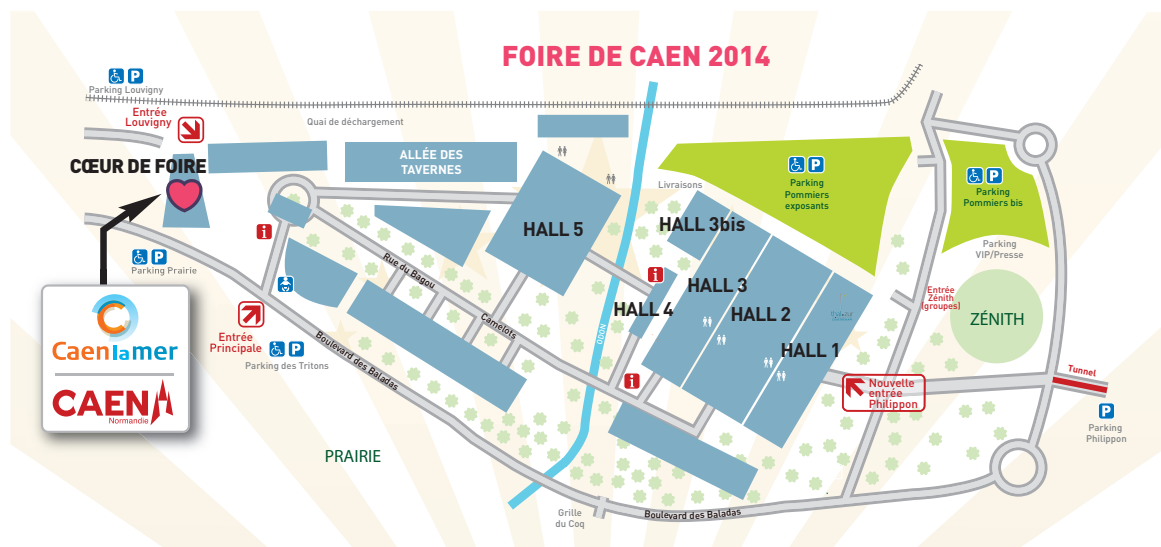 FOIRE DE CAEN 2014
P
Parking Louvigny
Entrée
Louvigny
Quai de déchargement
CŒUR DE FOIRE
ALLÉE DES
TAVERNES
Livraisons
P
Parking
Pommiers
exposants
P
Parking
Pommiers bis
Parking
VIP/Presse
HALL 5
HALL 3bis
HALL 3
HALL 4
HALL 2
HALL 1
i
i
i
P
Parking Prairie
Rue du Bagou
Camelots
ODON
Entrée
Zénith
(groupes)
ZÉNITH
Entrée
Principale
P
Parking des Tritons
Boulevard des Baladas
Caenlamer
CAEN
Normandie
Nouvelle
entrée
Philippon
Tunnel
P
Parking
Philippon
PRAIRIE
Grille
du Coq
Boulevard des Baladas